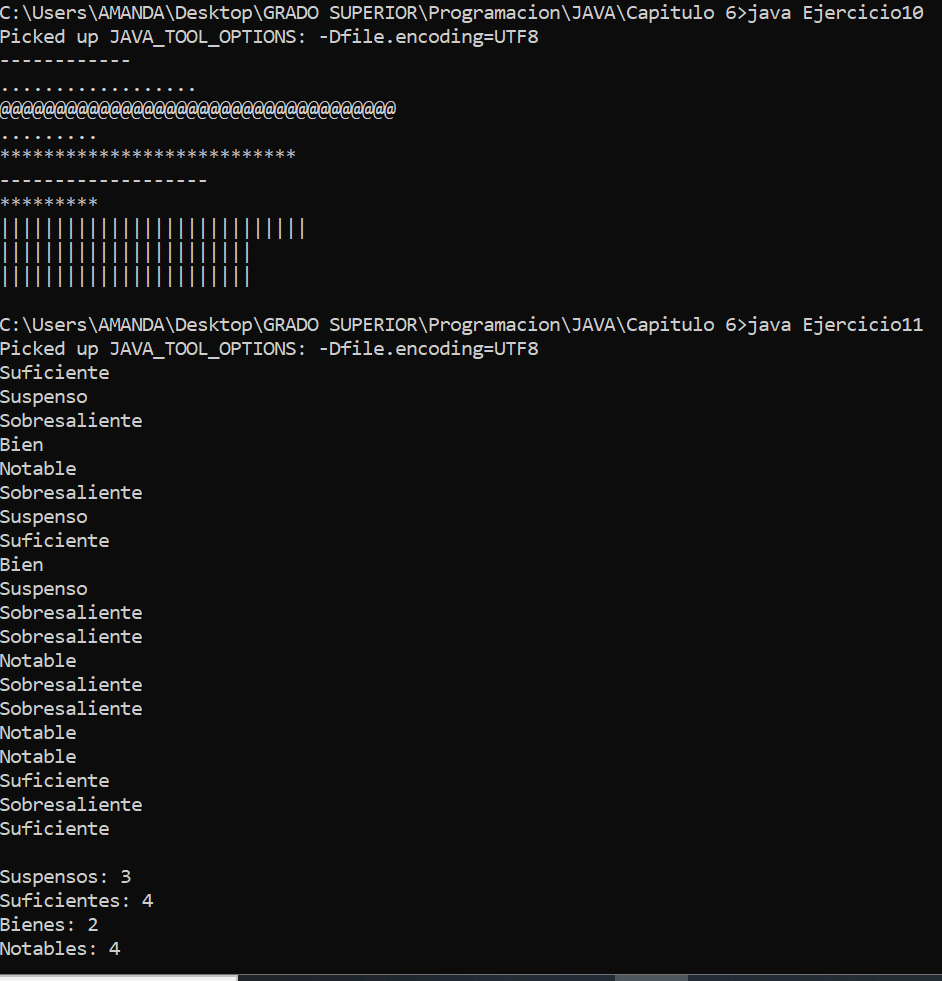 C:\Users\AMANDA\Desktop\GRADO SUPERIOR\Programacion\JAVA\Capitulo 6>java Ejercicio10
Picked up JAVA_TOOL_OPTIONS: -Dfile.encoding=UTF8
------------
..................
@@@@@@@@@@@@@@@@@@@@@@@@@@@@@@@@@@@@
.........
***************************
-------------------
*********
||||||||||||||||||||||||||||
|||||||||||||||||||||||
|||||||||||||||||||||||
C:\Users\AMANDA\Desktop\GRADO SUPERIOR\Programacion\JAVA\Capitulo 6>java Ejercicio11
Picked up JAVA_TOOL_OPTIONS: -Dfile.encoding=UTF8
Suficiente
Suspenso
Sobresaliente
Bien
Notable
Sobresaliente
Suspenso
Suficiente
Bien
Suspenso
Sobresaliente
Sobresaliente
Notable
Sobresaliente
Sobresaliente
Notable
Notable
Suficiente
Sobresaliente
Suficiente
Suspensos: 3
Suficientes: 4
Bienes: 2
Notables: 4